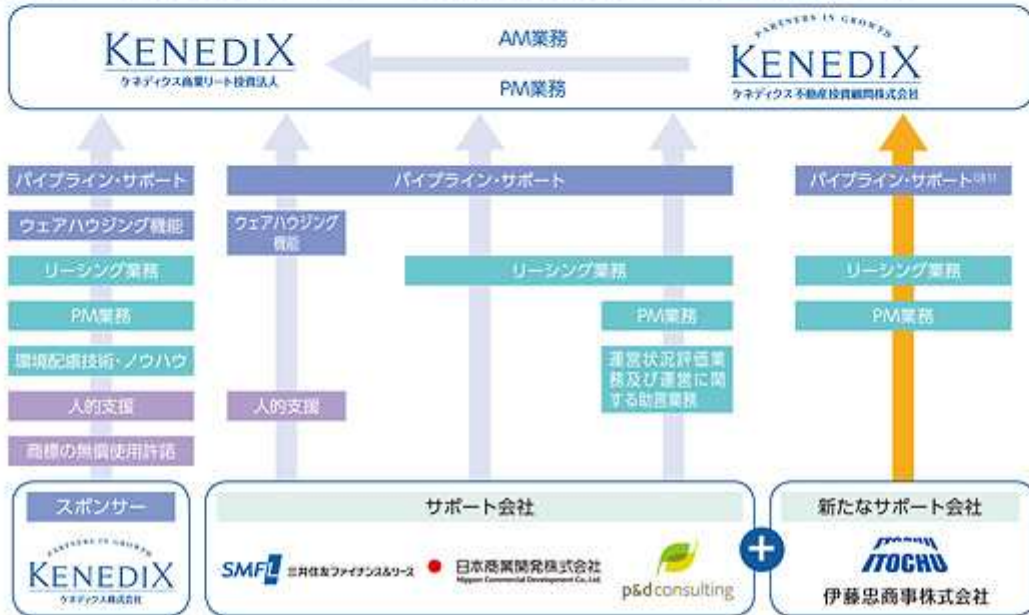 KENEDIX
ケネディクス商業リート投資法人
AM業務
PM業務
PARTNERS IN GROWTH
KENEDIX
ケネディクス不動産投資顧問株式会社
パイプライン・サポート
パイプライン・サポート
パイプライン・サポート(注1)
ウェアハウジング機能
ウェアハウジング
機能
リーシング業務
リーシング業務
リーシング業務
PM業務
PM業務
PM業務
環境配慮技術・ノウハウ
運営状況評価業
務及び運営に関
する助言業務
人的支援
人的支援
商標の無償使用許諾
スポンサー
PARTNERS IN GROWTH
KENEDIX
ケネディクス株式会社
サポート会社
SMFL 三井住友ファイナンス&リース
日本商業開発株式会社
Nippon Commercial Development Co., Ltd.
p&d consulting
+
新たなサポート会社
ITOCHU
伊藤忠商事株式会社